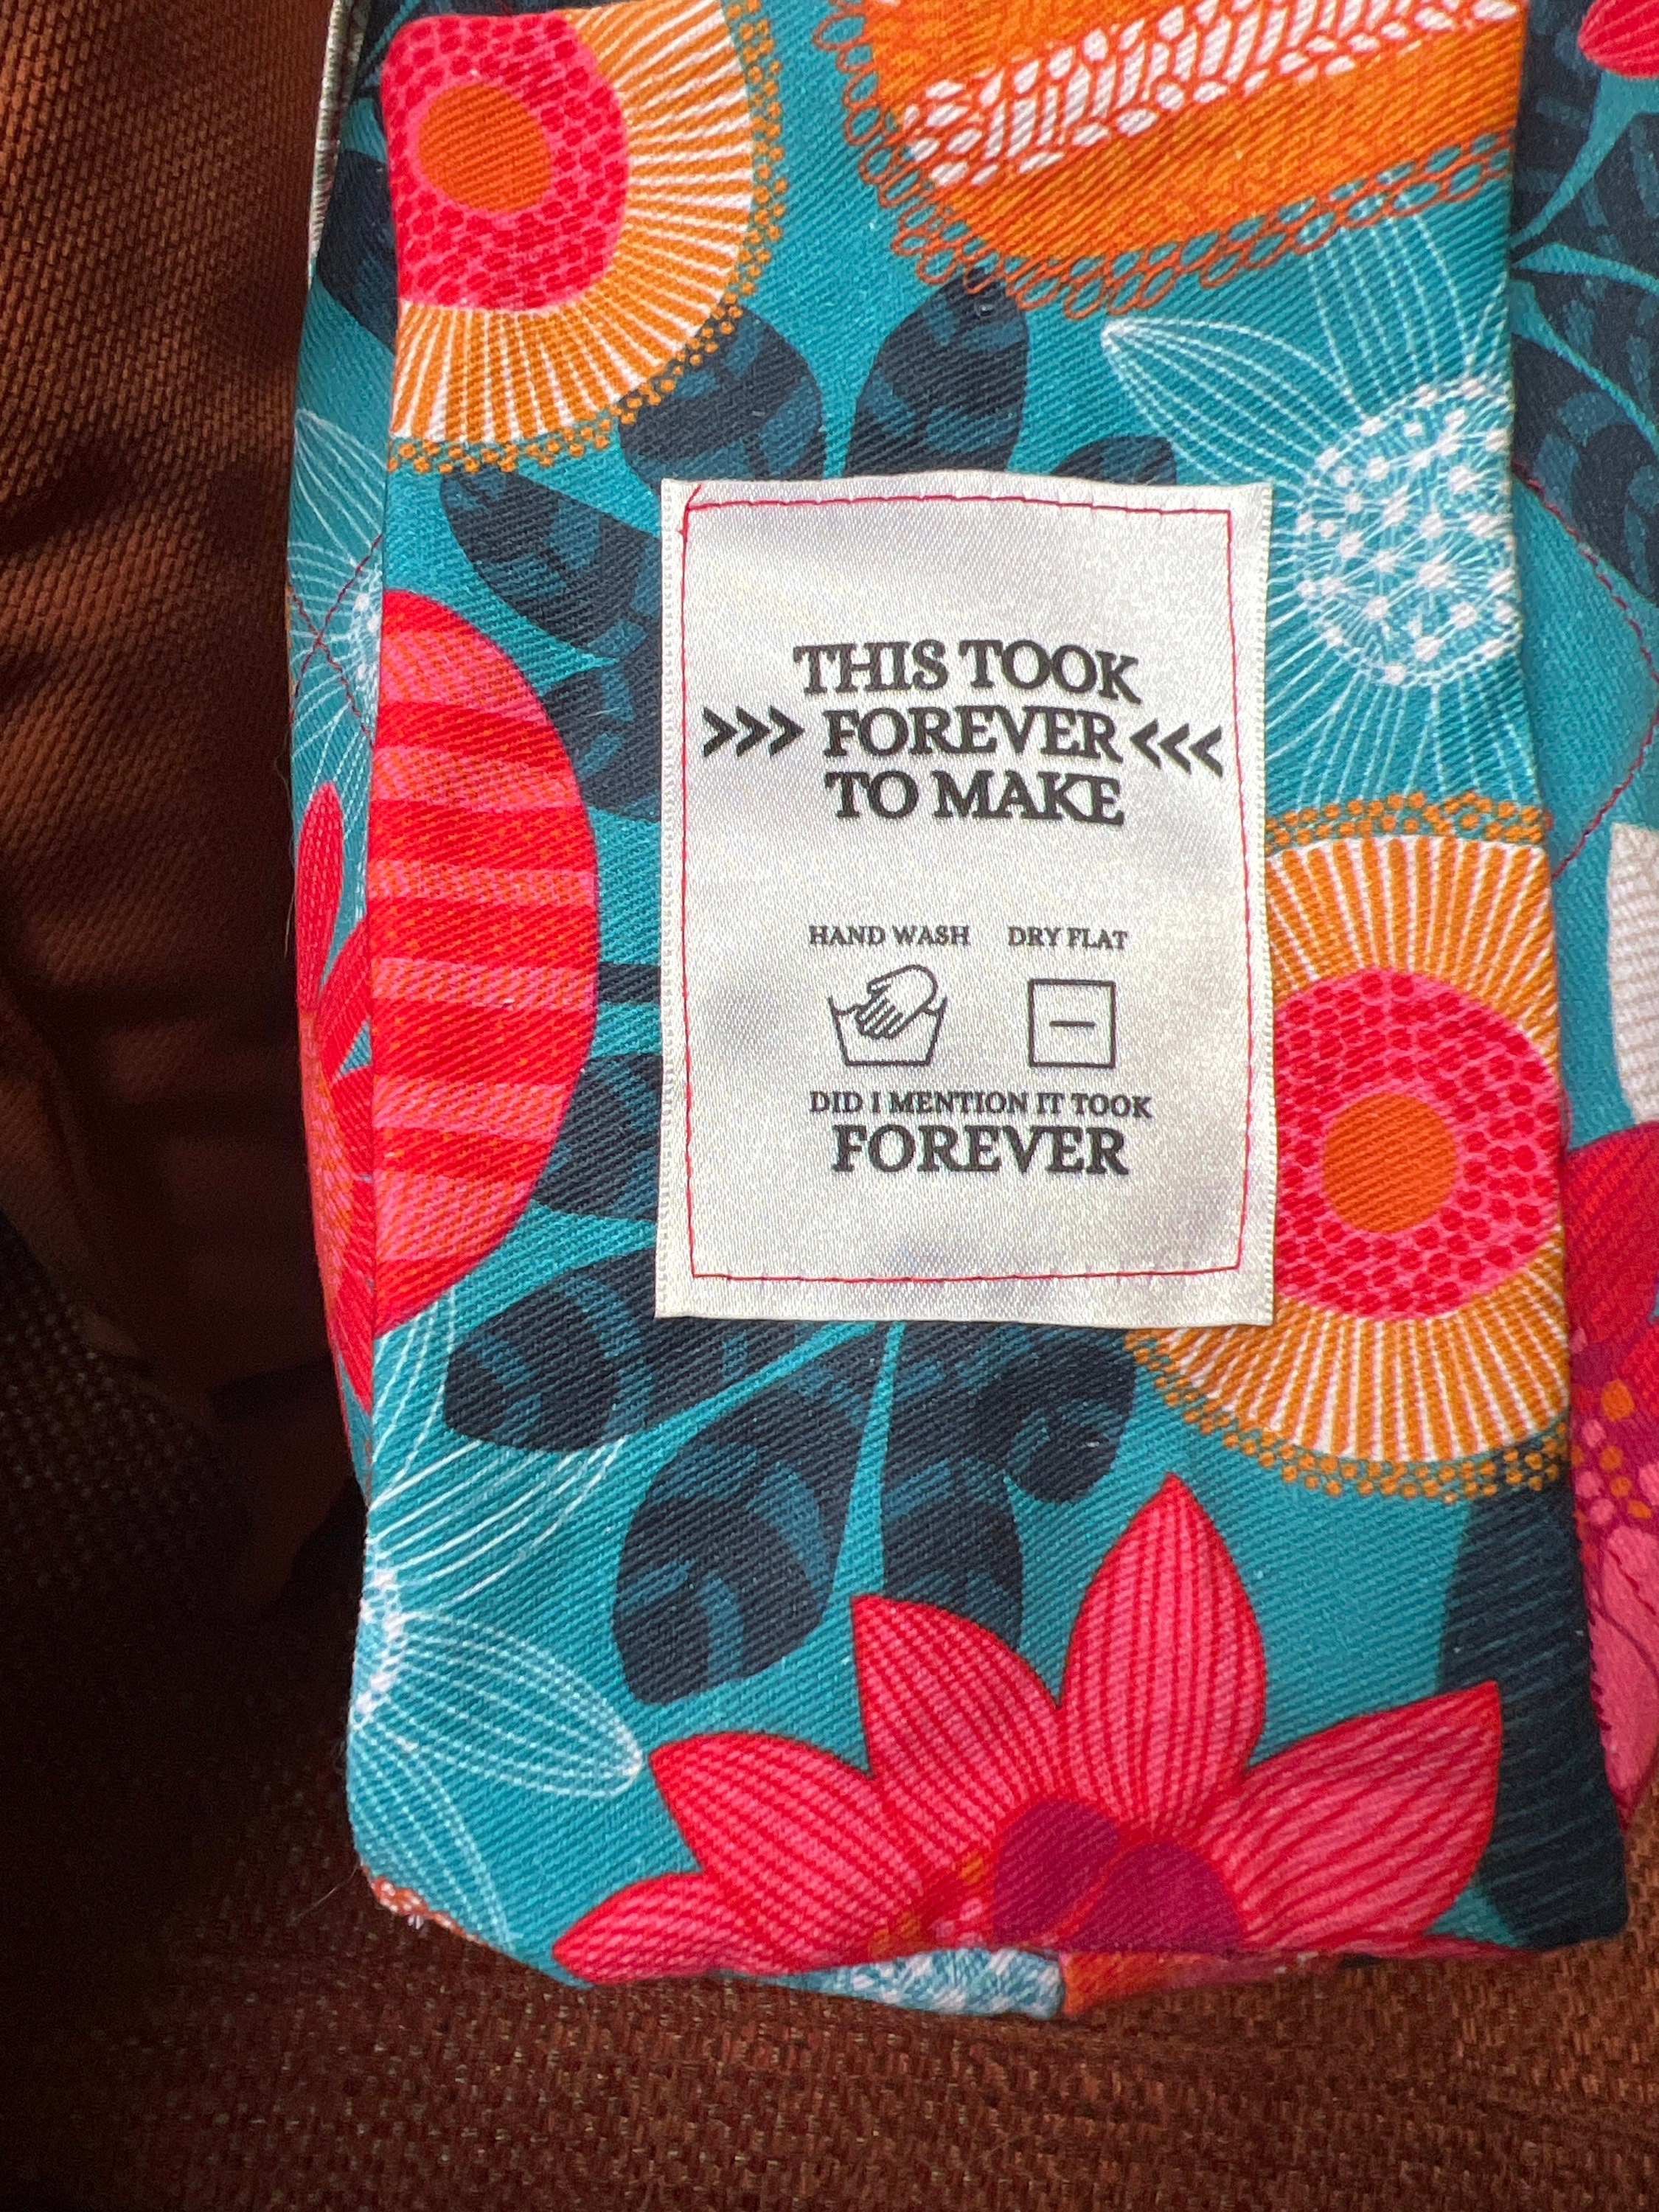 THIS TOOK
>>> FOREVER <<<
TO MAKE
HAND WASH DRY FLAT
DID I MENTION IT TOOK
FOREVER